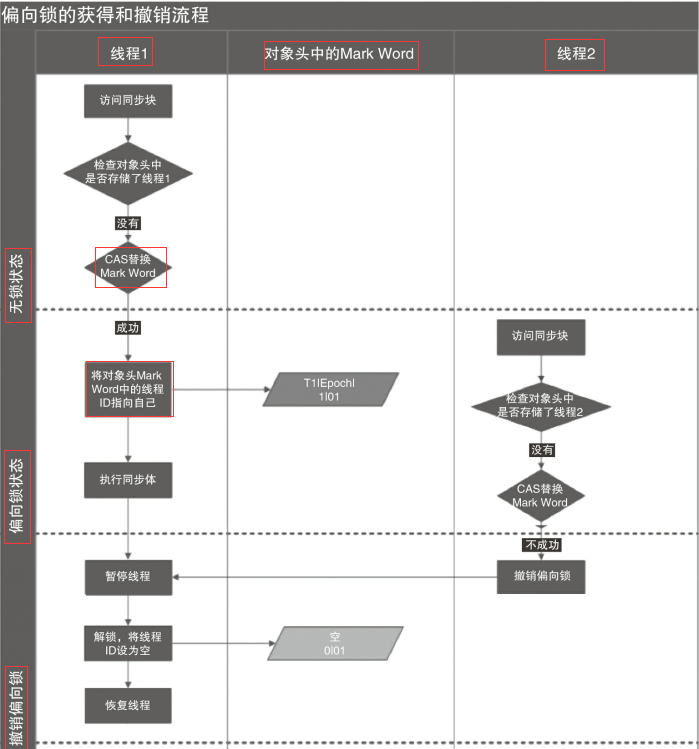 偏向锁的获得和撤销流程
线程1
对象头中的Mark Word
线程2
无锁状态
访问同步块
检查对象头中
是否存储了线程1
没有
CAS替换
Mark Word
偏向锁状态
成功
将对象头Mark
Word中的线程
ID指向自己
T1|Epoch|
1|01
执行同步体
访问同步块
检查对象头中
是否存储了线程2
没有
CAS替换
Mark Word
不成功
撤销偏向锁
撤销偏向锁
暂停线程
解锁，将线程
ID设为空
空
0|01
恢复线程